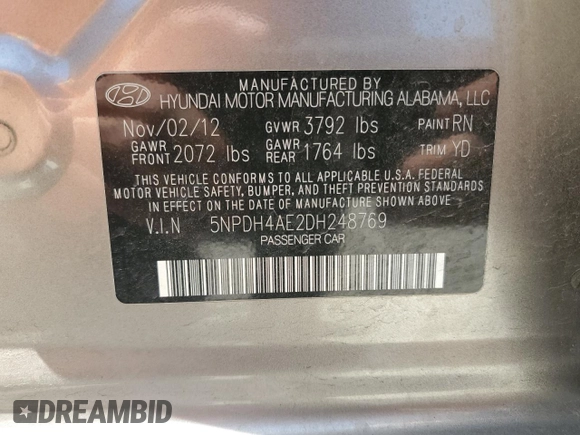 MANUFACTURED BY
HYUNDAI MOTOR MANUFACTURING ALABAMA, LLC
Nov/02/12 GVWR 3792 lbs PAINT RN
GAWR FRONT 2072 lbs GAWR REAR 1764 lbs TRIM YD
THIS VEHICLE CONFORMS TO ALL APPLICABLE U.S.A. FEDERAL
MOTOR VEHICLE SAFETY, BUMPER, AND THEFT PREVENTION STANDARDS
IN EFFECT ON THE DATE OF MANUFACTURE SHOWN ABOVE
V.I.N 5NPDH4AE2DH248769
PASSENGER CAR
DREAMBID